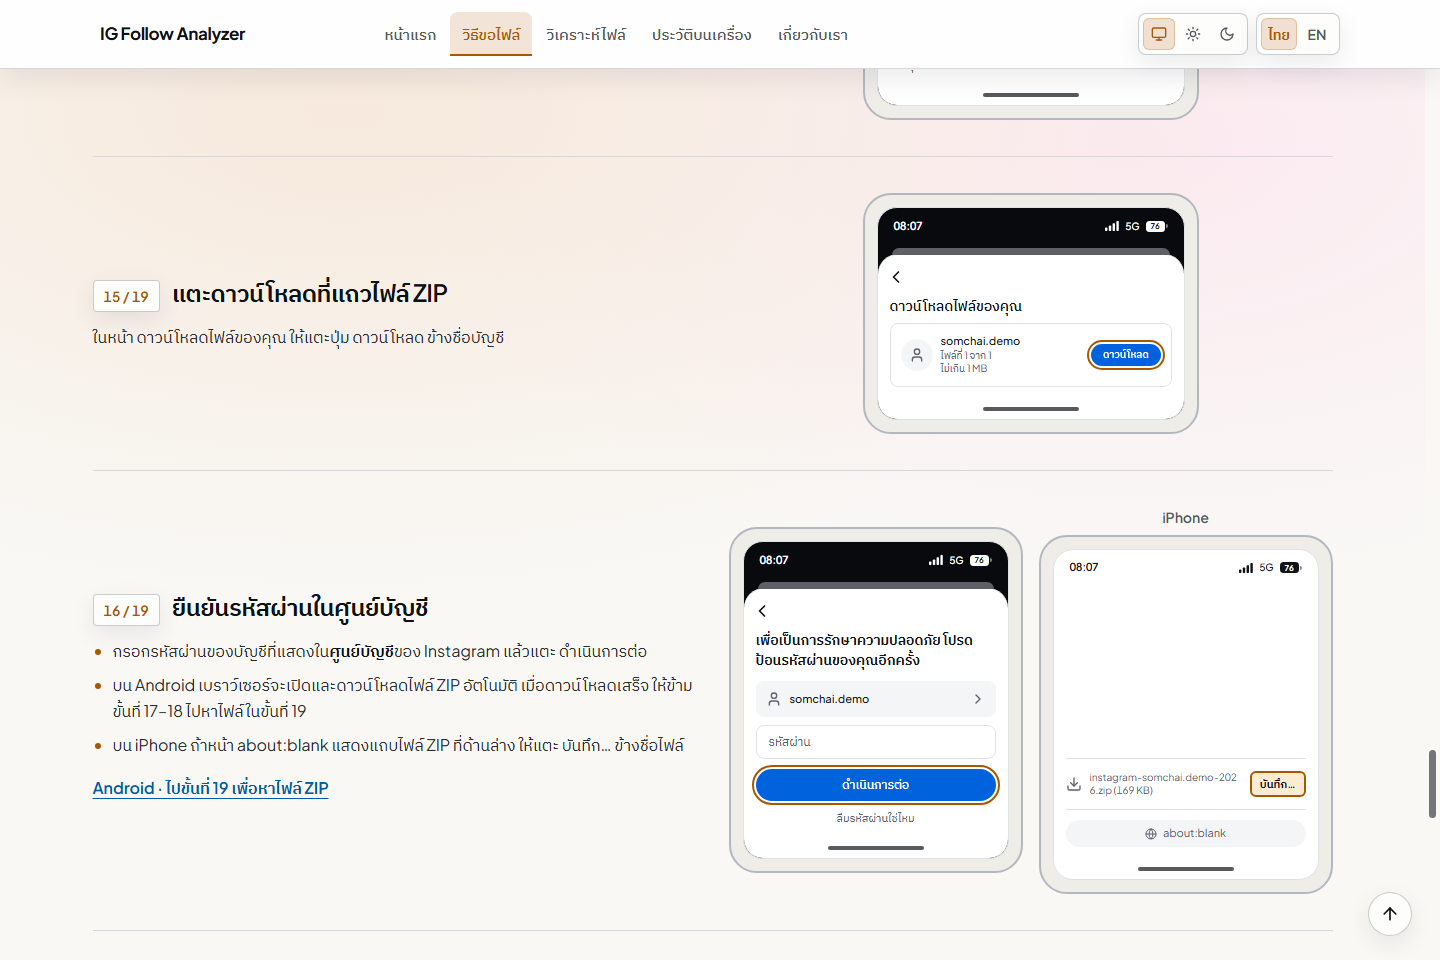 IG Follow Analyzer
หน้าแรก
วิธีขอไฟล์
วิเคราะห์ไฟล์
ประวัติบนเครื่อง
เกี่ยวกับเรา
ไทย
EN
15/19
แตะดาวน์โหลดที่แถวไฟล์ ZIP
ในหน้า ดาวน์โหลดไฟล์ของคุณ ให้แตะปุ่ม ดาวน์โหลด ข้างชื่อบัญชี
08:07
5G
76
ดาวน์โหลดไฟล์ของคุณ
somchai.demo
ไฟล์ที่ 1 จาก 1
ไม่เกิน 1 MB
ดาวน์โหลด
16/19
ยืนยันรหัสผ่านในศูนย์บัญชี
กรอกรหัสผ่านของบัญชีที่แสดงในศูนย์บัญชีของ Instagram แล้วแตะ ดำเนินการต่อ
บน Android เบราว์เซอร์จะเปิดและดาวน์โหลดไฟล์ ZIP อัตโนมัติ เมื่อดาวน์โหลดเสร็จ ให้ข้าม
ขั้นที่ 17–18 ไปหาไฟล์ในขั้นที่ 19
บน iPhone ถ้าหน้า about:blank แสดงแถบไฟล์ ZIP ที่ด้านล่าง ให้แตะ บันทึก... ข้างชื่อไฟล์
Android · ไปขั้นที่ 19 เพื่อหาไฟล์ ZIP
08:07
5G
76
เพื่อเป็นการรักษาความปลอดภัย โปรด
ป้อนรหัสผ่านของคุณอีกครั้ง
somchai.demo
รหัสผ่าน
ดำเนินการต่อ
ลืมรหัสผ่านใช่ไหม
iPhone
08:07
5G
76
instagram-somchai.demo-202
6.zip (169 KB)
บันทึก...
about:blank